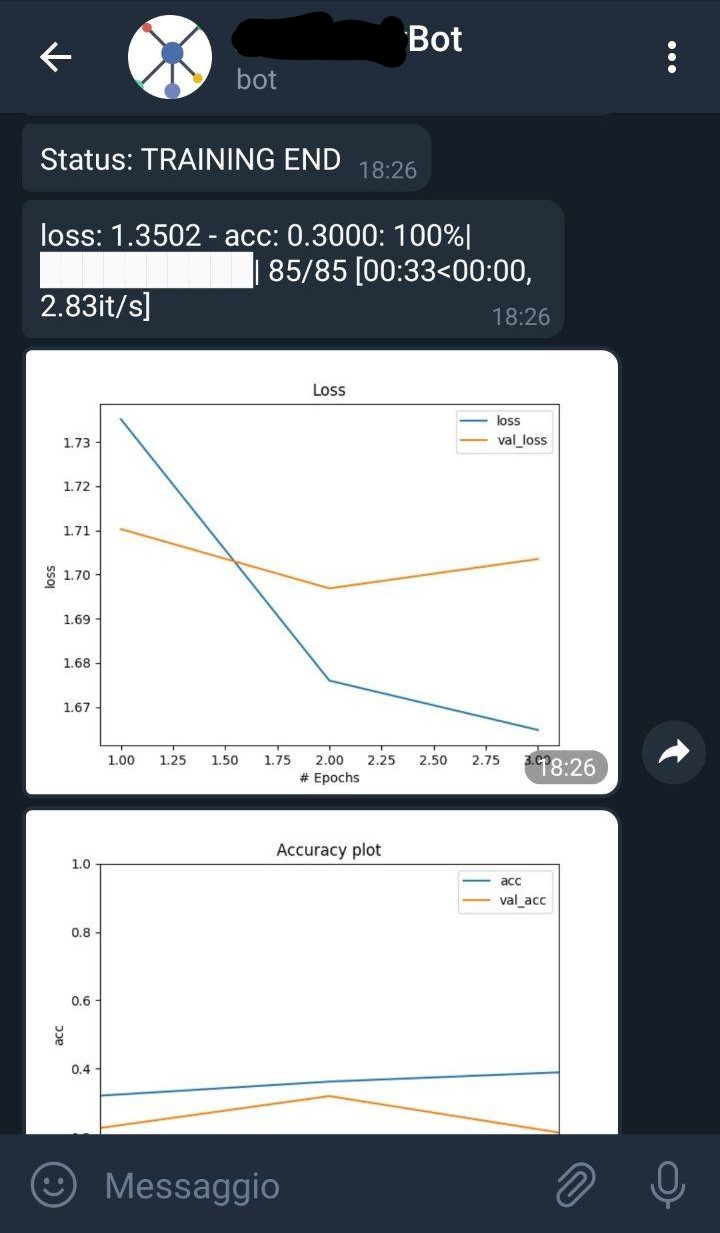 Bot
bot
Status: TRAINING END 18:26
loss: 1.3502 - acc: 0.3000: 100%|
██████████| 85/85 [00:33<00:00,
2.83it/s] 18:26
Loss
loss
val_loss
1.73
1.72
1.71
1.70
1.69
1.68
1.67
loss
1.00 1.25 1.50 1.75 2.00 2.25 2.50 2.75 3.00
# Epochs
18:26
Accuracy plot
acc
val_acc
1.0
0.8
0.6
0.4
acc
Messaggio